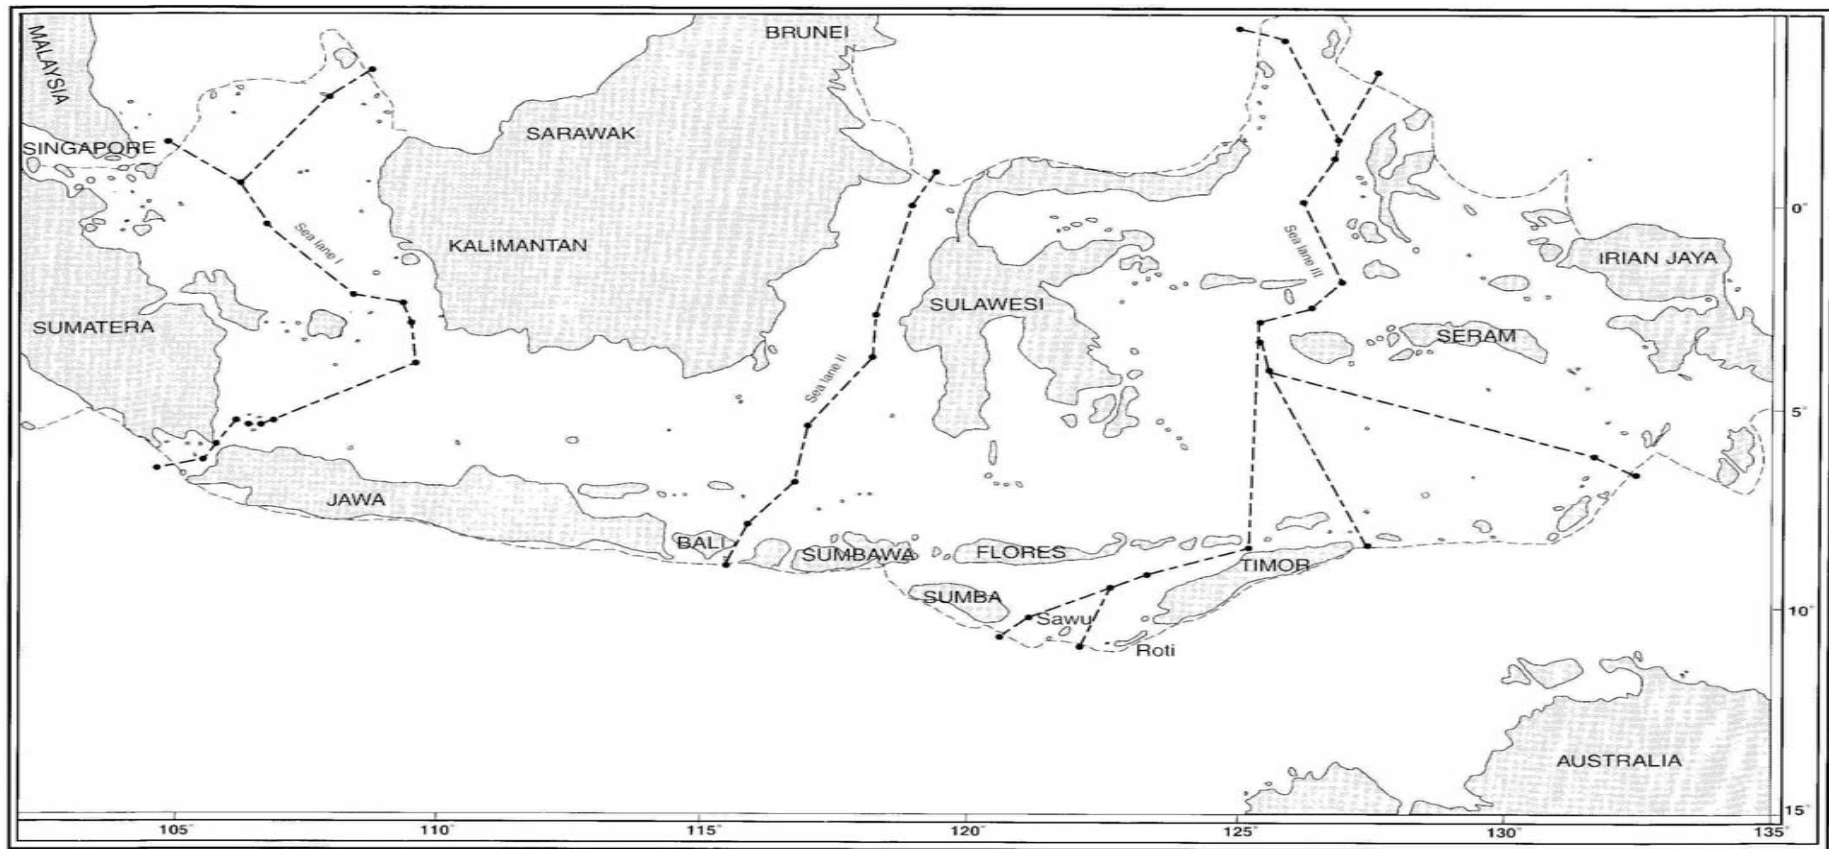 BRUNEI
MALAYSIA
SARAWAK
SINGAPORE
0°
Sea lane I
KALIMANTAN
Sea lane III
IRIAN JAYA
SUMATERA
SULAWESI
SERAM
Sea lane II
5°
JAWA
BALI
SUMBAWA
FLORES
TIMOR
SUMBA
10°
Sawu
Roti
AUSTRALIA
15°
105°
110°
115°
120°
125°
130°
135°